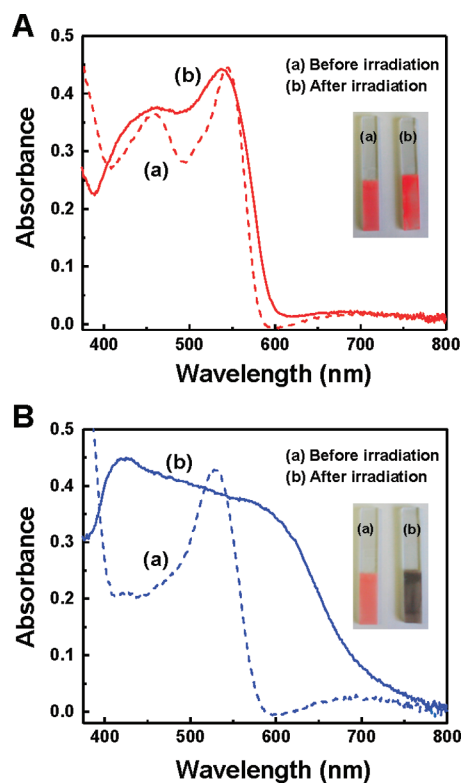 A
0.5
(a) Before irradiation
(b) After irradiation
(b)
0.4
(a) (b)
0.3
(a)
0.2
0.1
0.0
Absorbance
400 500 600 700 800
Wavelength (nm)
B
0.5
(a) Before irradiation
(b) After irradiation
(b)
0.4
(a) (b)
0.3
(a)
0.2
0.1
0.0
Absorbance
400 500 600 700 800
Wavelength (nm)